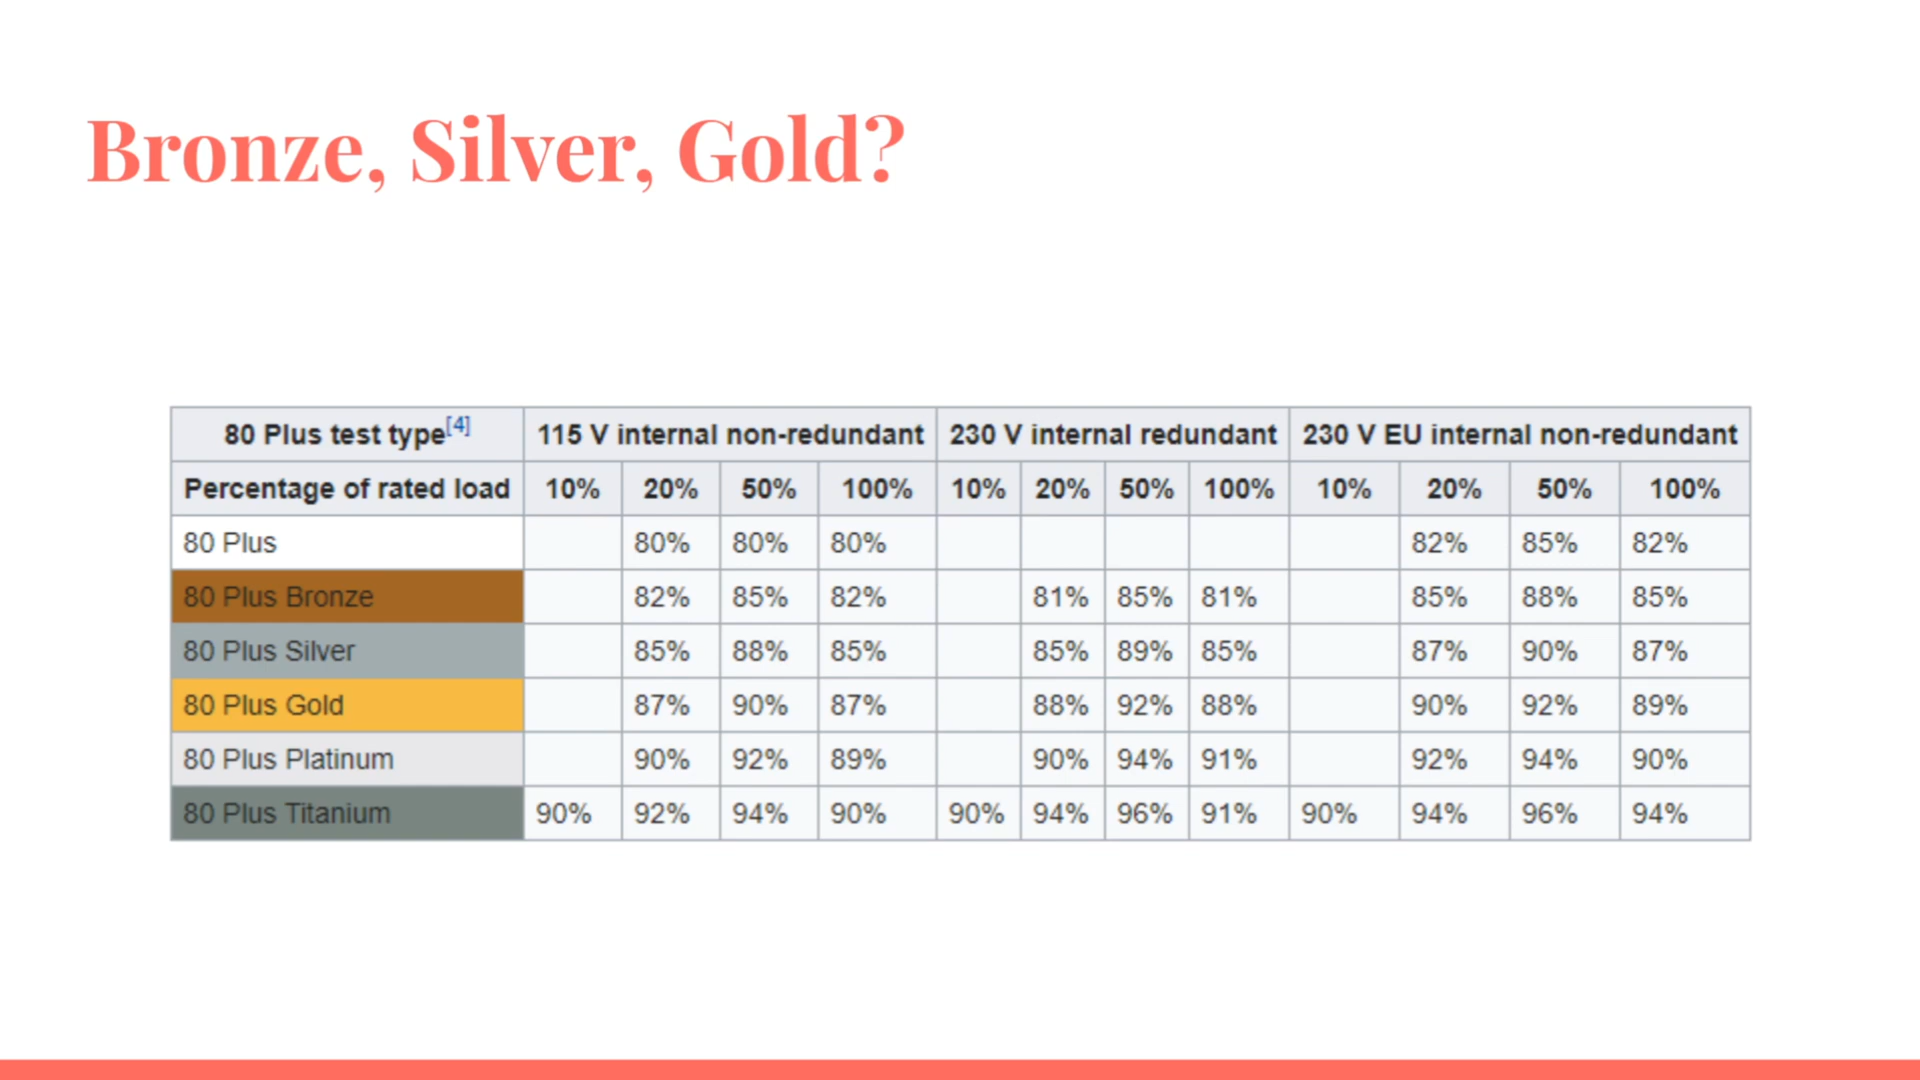 Bronze, Silver, Gold?
80 Plus test type[4] 115 V internal non-redundant 230 V internal redundant 230 V EU internal non-redundant
Percentage of rated load 10% 20% 50% 100% 10% 20% 50% 100% 10% 20% 50% 100%
80 Plus 80% 80% 80% 82% 85% 82%
80 Plus Bronze 82% 85% 82% 81% 85% 81% 85% 88% 85%
80 Plus Silver 85% 88% 85% 85% 89% 85% 87% 90% 87%
80 Plus Gold 87% 90% 87% 88% 92% 88% 90% 92% 89%
80 Plus Platinum 90% 92% 89% 90% 94% 91% 92% 94% 90%
80 Plus Titanium 90% 92% 94% 90% 90% 94% 96% 91% 90% 94% 96% 94%